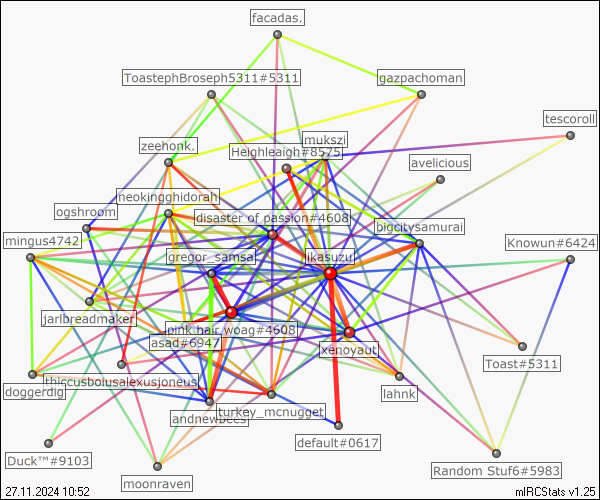 facadas.
ToastephBroseph5311#5311
gazpachoman
tescoroll
mukszi
zeehonk.
Heighleagh#8575
avelicious
neokingghidorah
ogshroom
disaster of passion#4608
bigcitysamurai
mingus4742
Knowun#6424
gregor_samsa
likasuzu
jarlbreadmaker
pink hair woag#4608
asad#6947
xenoyaut
Toast#5311
thiccusbolusalexusjoneus
doggerdig
lahnk
andnewbees
turkey_mcnugget
default#0617
Duck™#9103
Random Stuf6#5983
moonraven
27.11.2024 10:52
mIRCStats v1.25